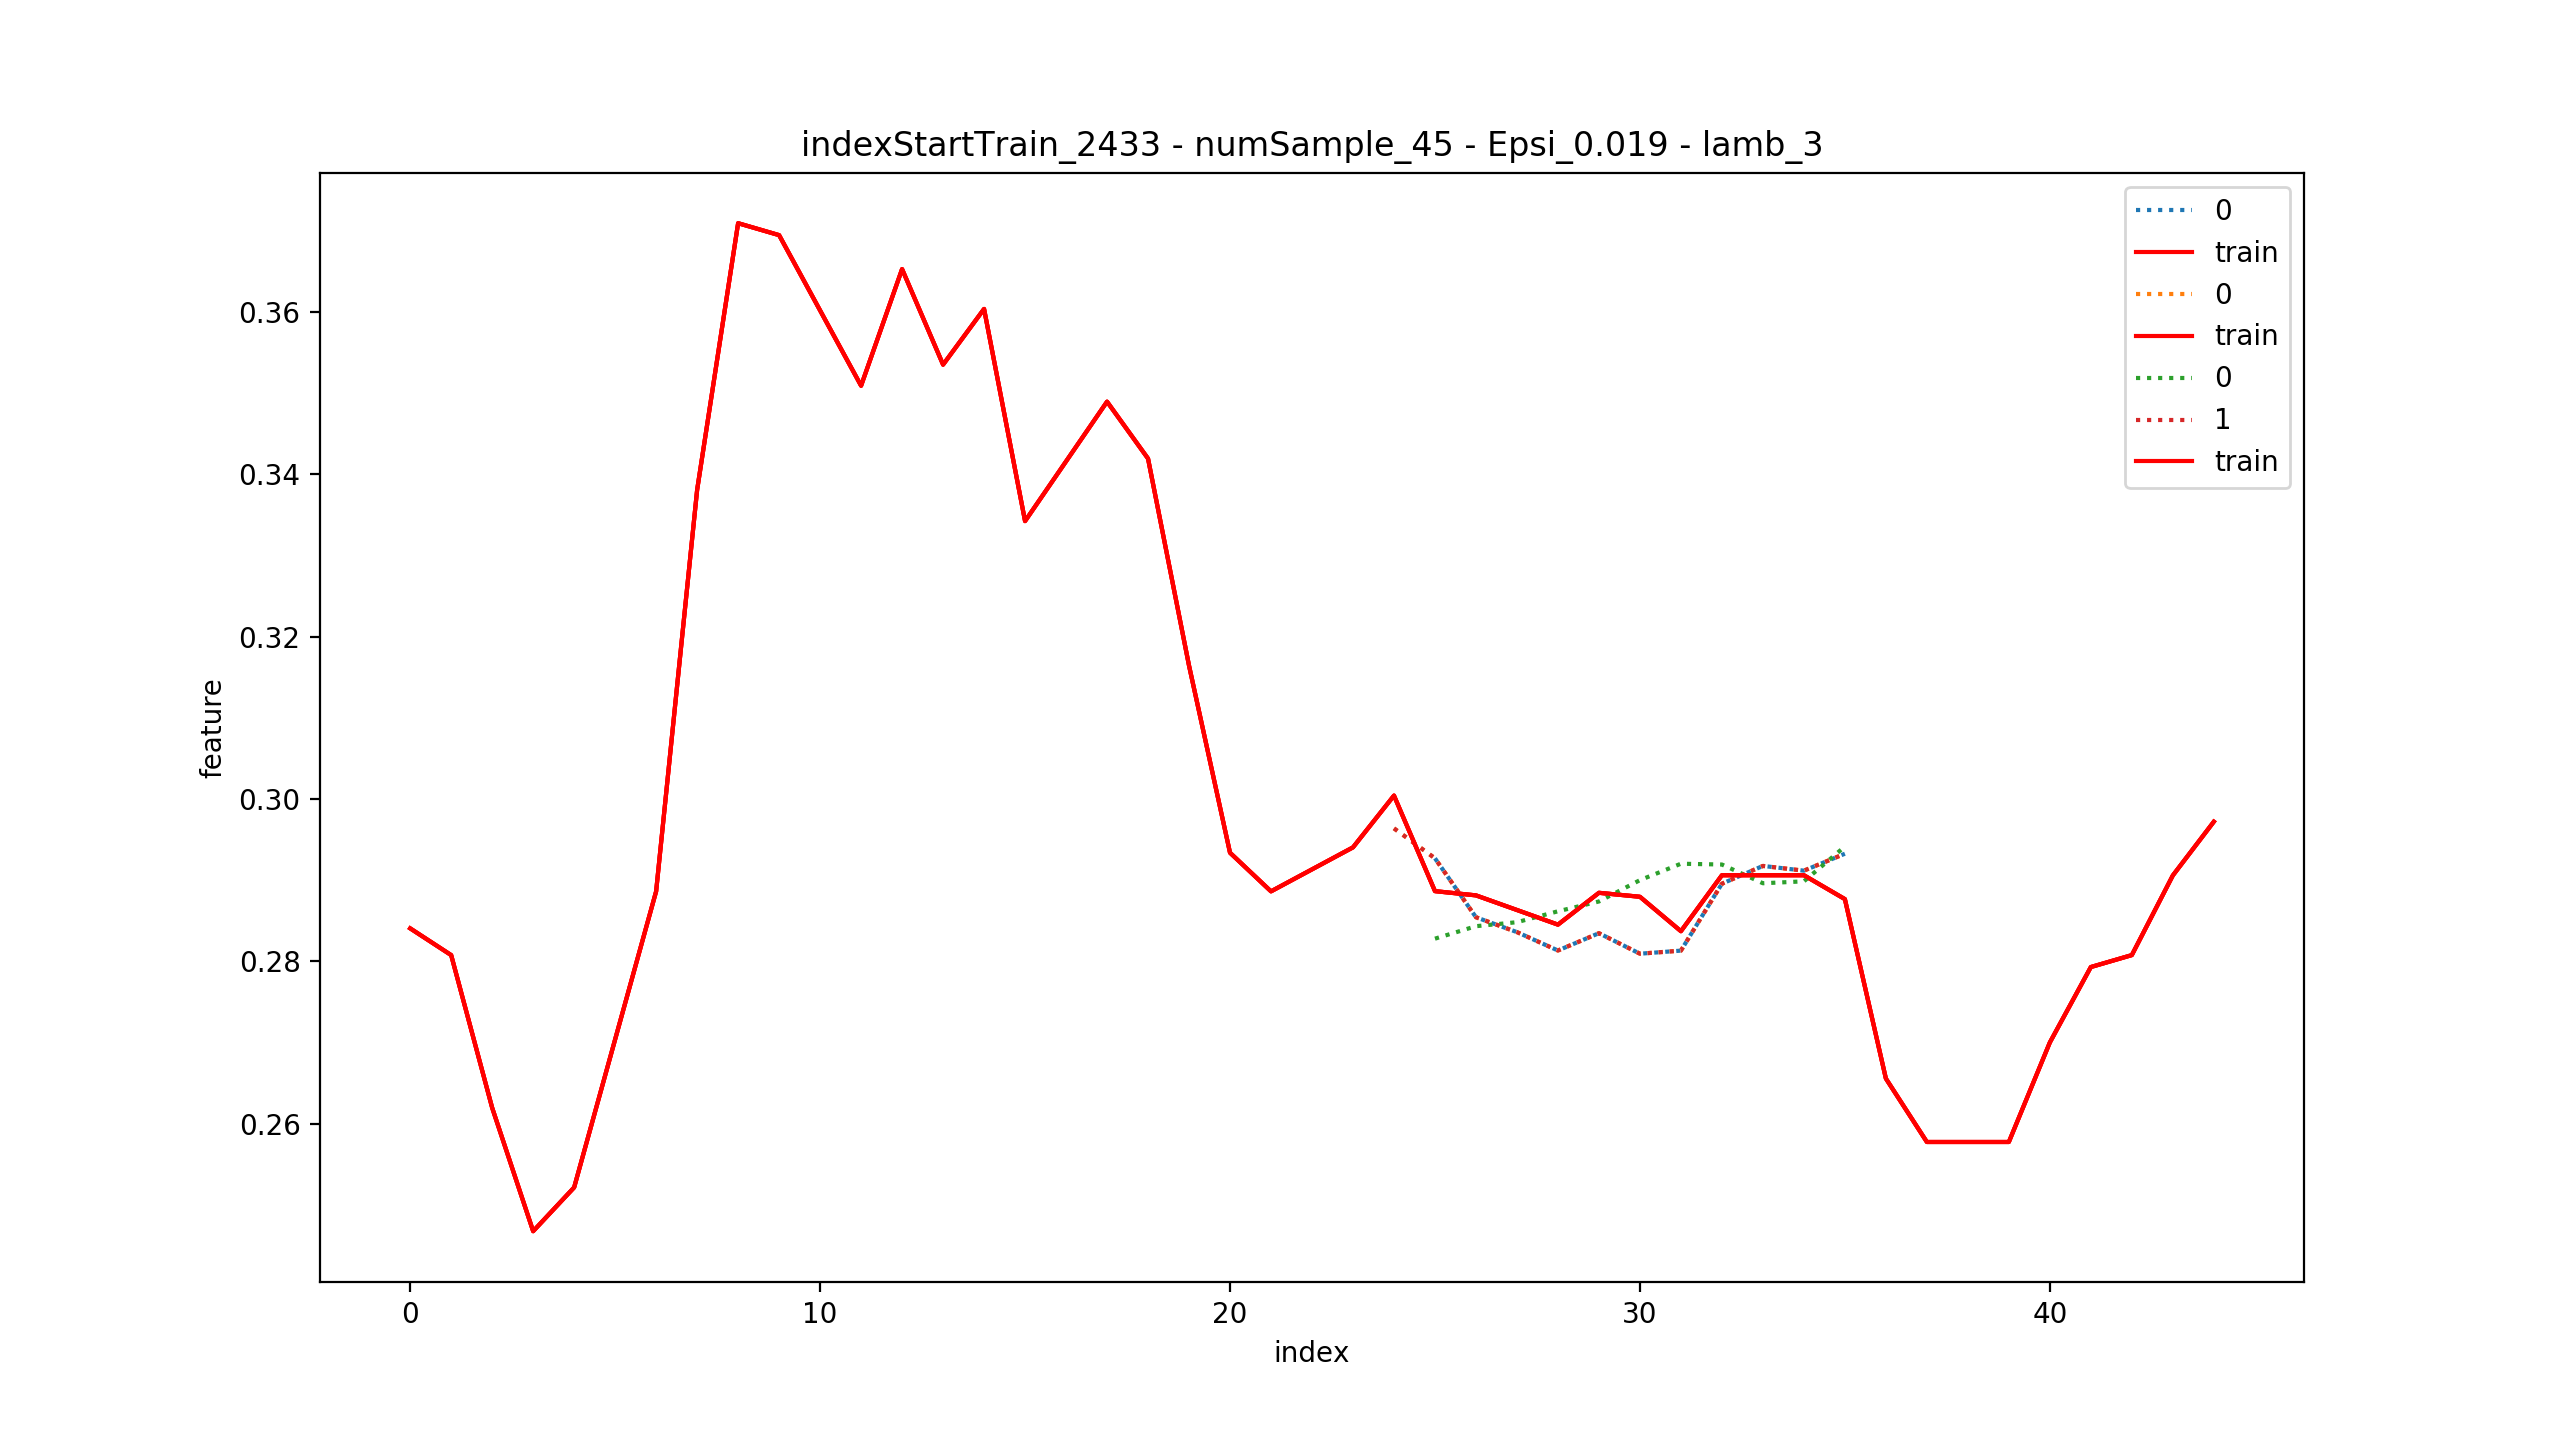 indexStartTrain_2433 - numSample_45 - Epsi_0.019 - lamb_3
0
train
0
train
0
1
train
0.36
0.34
0.32
0.30
0.28
0.26
feature
0 10 20 30 40
index